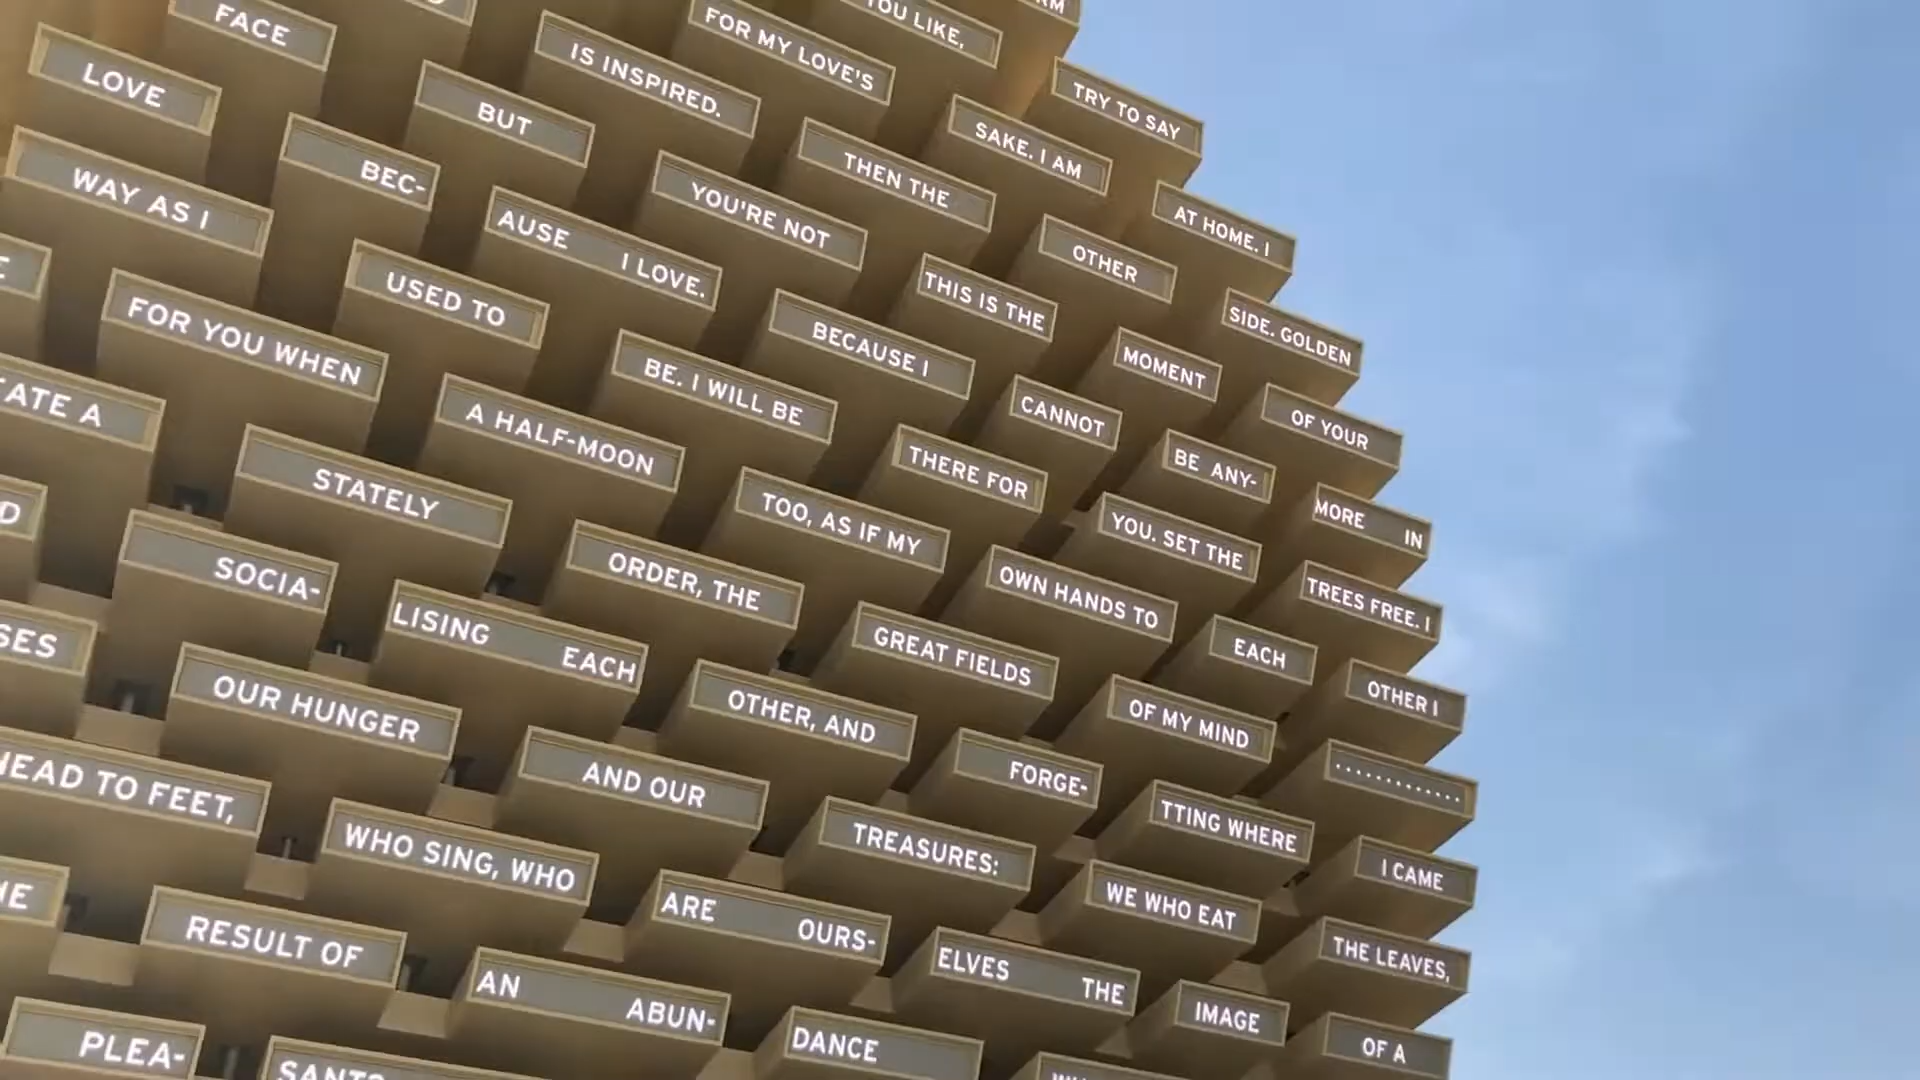 YOU LIKE, TRY TO SAY
FOR MY LOVE'S SAKE. I AM AT HOME. I
IS INSPIRED. THEN THE OTHER SIDE. GOLDEN
FACE BUT YOU'RE NOT THIS IS THE MOMENT OF YOUR
LOVE BEC- AUSE I LOVE. BECAUSE I CANNOT BE ANY- MORE IN
WAY AS I USED TO BE. I WILL BE THERE FOR YOU. SET THE TREES FREE. I
FOR YOU WHEN A HALF-MOON TOO, AS IF MY OWN HANDS TO EACH OTHER I
A STATELY ORDER, THE GREAT FIELDS OF MY MIND ............
SOCIA- LISING EACH OTHER, AND FORGE- TTING WHERE I CAME
OUR HUNGER AND OUR TREASURES: WE WHO EAT THE LEAVES,
HEAD TO FEET, WHO SING, WHO ARE OURS- ELVES THE IMAGE OF A
RESULT OF AN ABUN- DANCE
PLEA-